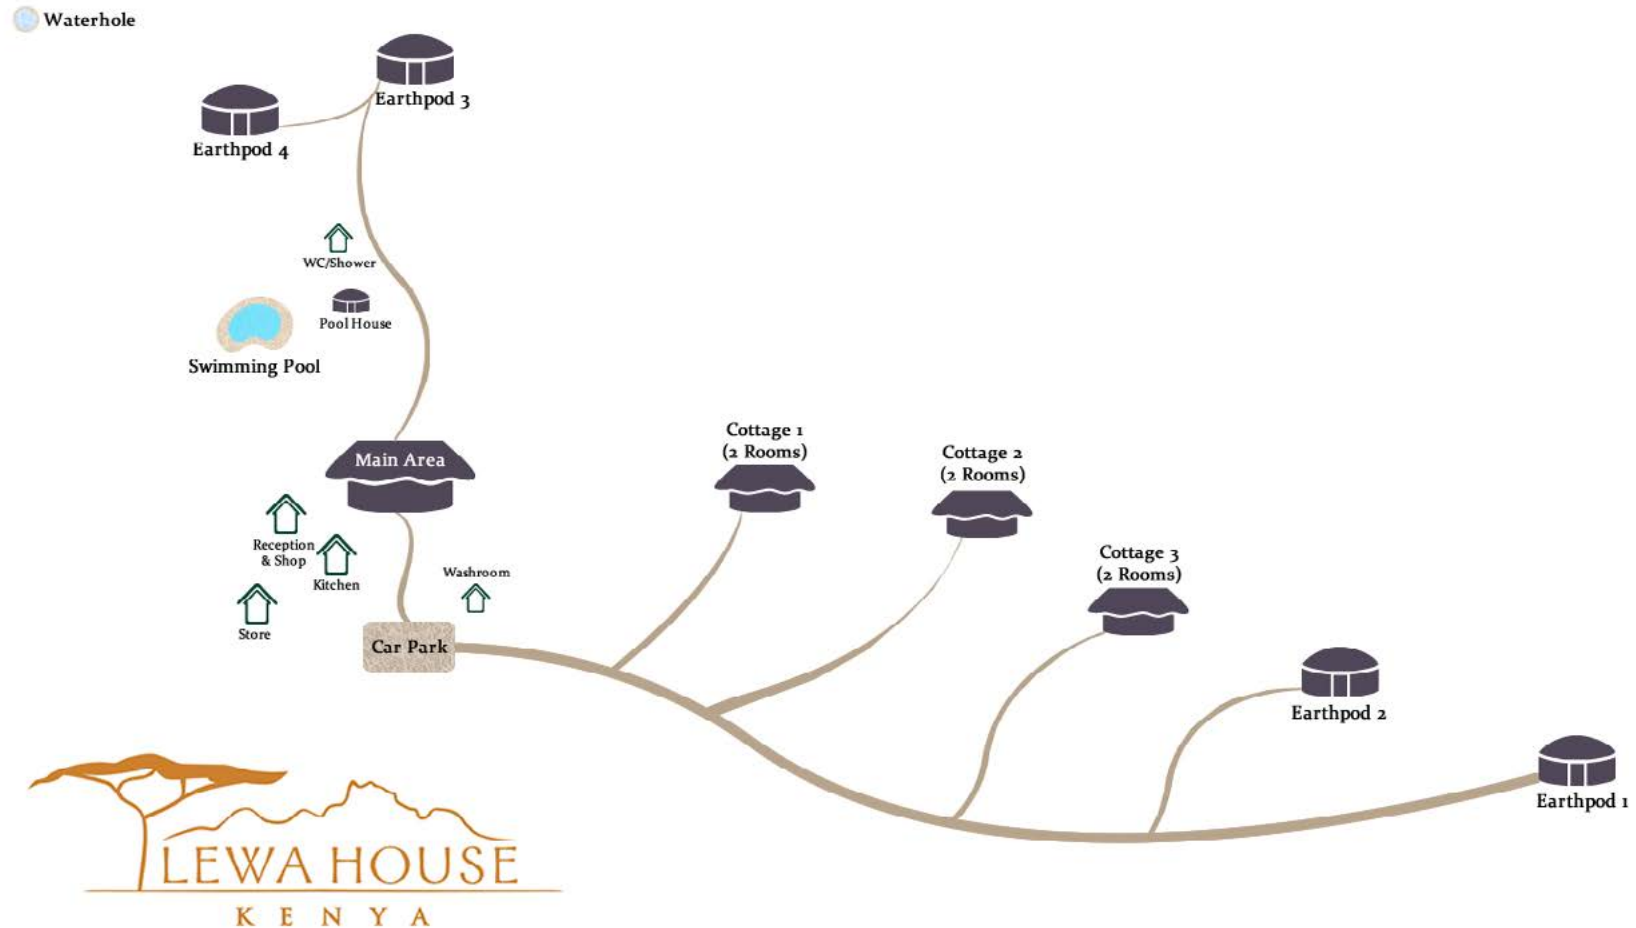 Waterhole
Earthpod 3
Earthpod 4
WC/Shower
Pool House
Swimming Pool
Main Area
Cottage 1
(2 Rooms)
Cottage 2
(2 Rooms)
Reception
& Shop
Kitchen
Washroom
Cottage 3
(2 Rooms)
Store
Car Park
Earthpod 2
Earthpod 1
LEWA HOUSE
KENYA